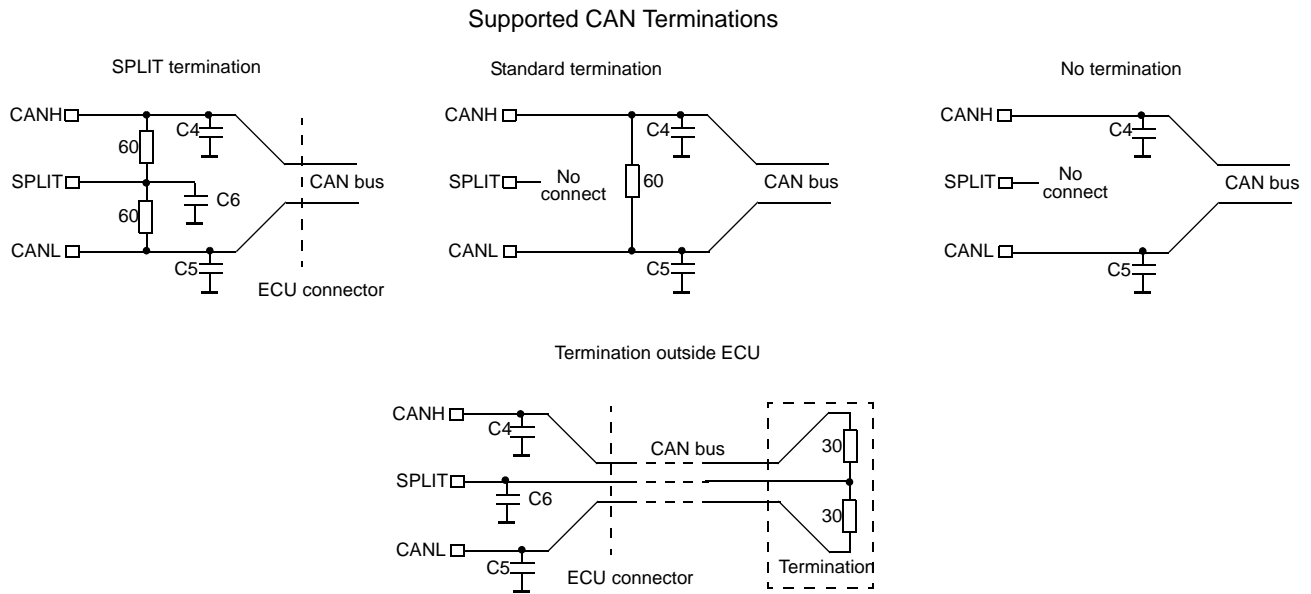 Supported CAN Terminations
SPLIT termination
CANH
C4
60
SPLIT
C6
CAN bus
60
CANL
C5
ECU connector
Standard termination
CANH
C4
SPLIT
No
connect
60
CAN bus
CANL
C5
No termination
CANH
C4
SPLIT
No
connect
CAN bus
CANL
C5
Termination outside ECU
CANH
C4
CAN bus
30
SPLIT
C6
30
CANL
C5
ECU connector
Termination